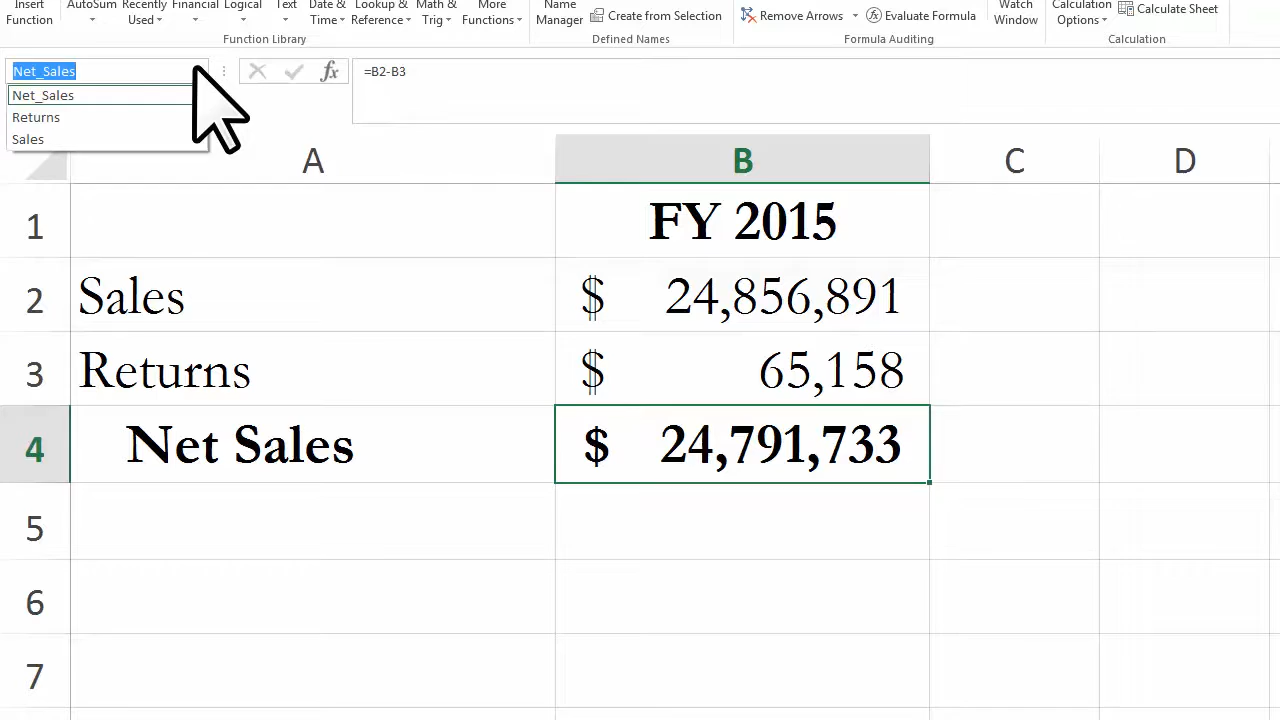 Insert Function
AutoSum
Recently Used
Financial
Logical
Text
Date & Time
Lookup & Reference
Math & Trig
More Functions
Function Library
Name Manager
Create from Selection
Defined Names
Remove Arrows
Evaluate Formula
Watch Window
Formula Auditing
Calculation Options
Calculate Sheet
Calculation
Net_Sales
fx
=B2-B3
Net_Sales
Returns
Sales
A B C D
1 FY 2015
2 Sales $ 24,856,891
3 Returns $ 65,158
4 Net Sales $ 24,791,733
5
6
7